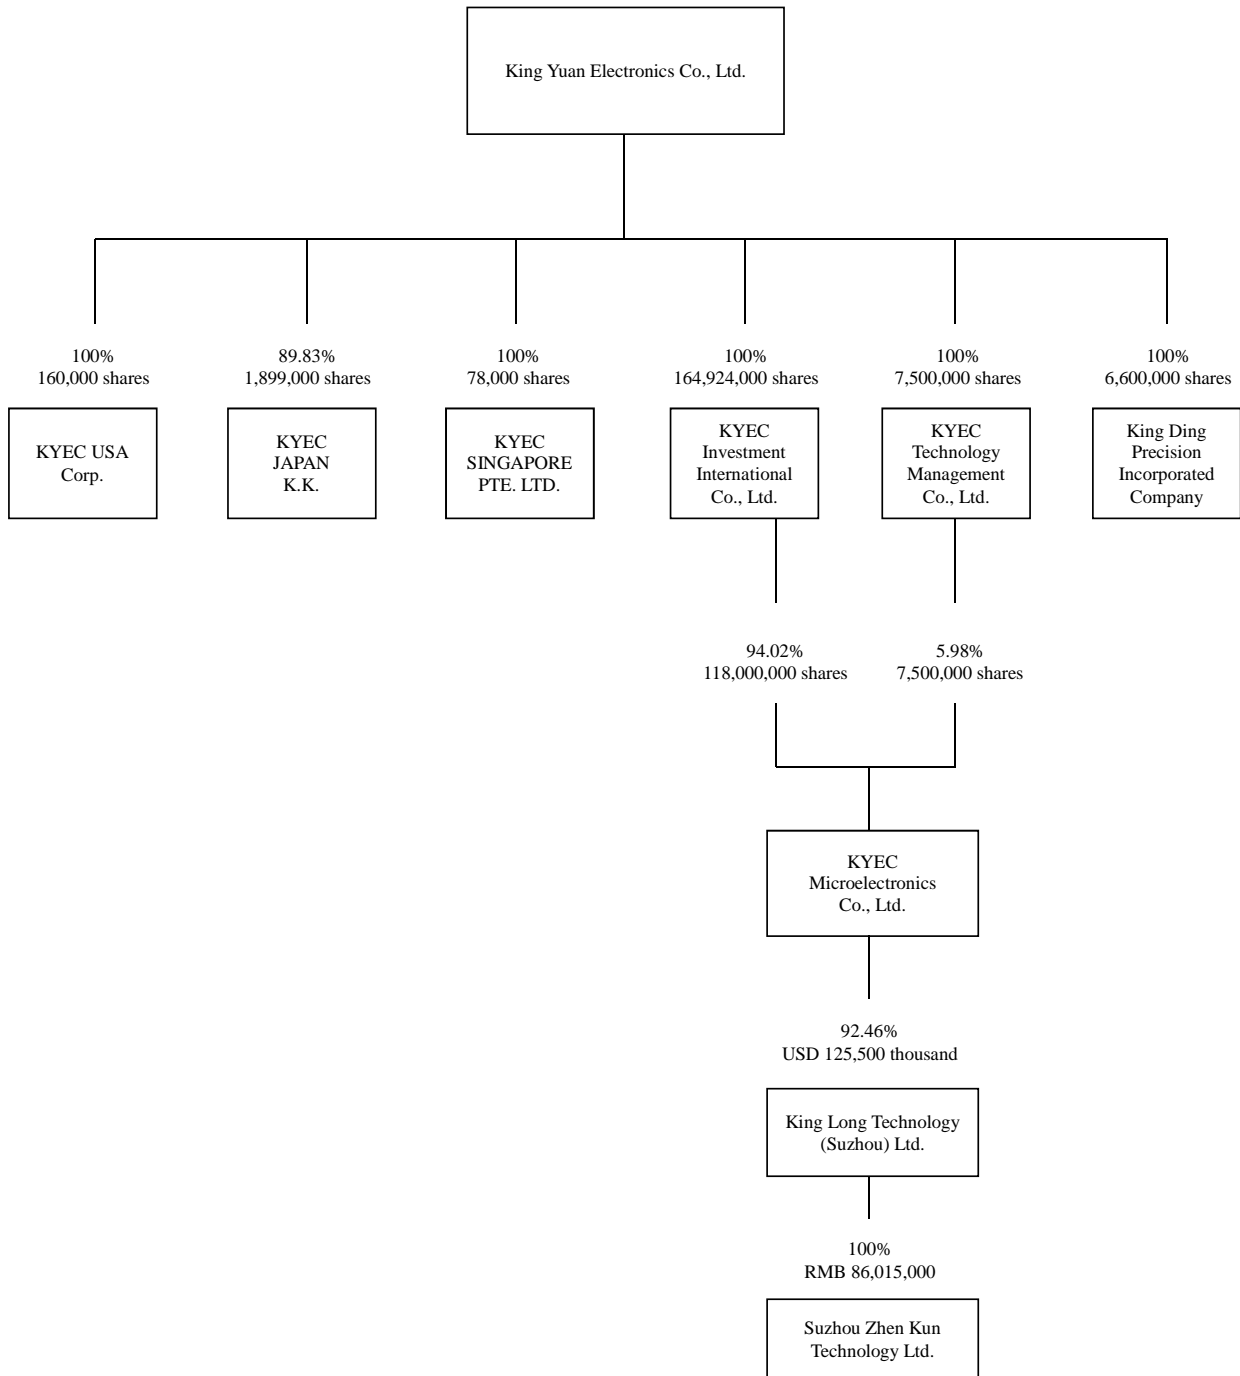 King Yuan Electronics Co., Ltd.
100%
160,000 shares
KYEC USA
Corp.
89.83%
1,899,000 shares
KYEC
JAPAN
K.K.
100%
78,000 shares
KYEC
SINGAPORE
PTE. LTD.
100%
164,924,000 shares
KYEC
Investment
International
Co., Ltd.
100%
7,500,000 shares
KYEC
Technology
Management
Co., Ltd.
100%
6,600,000 shares
King Ding
Precision
Incorporated
Company
94.02%
118,000,000 shares
5.98%
7,500,000 shares
KYEC
Microelectronics
Co., Ltd.
92.46%
USD 125,500 thousand
King Long Technology
(Suzhou) Ltd.
100%
RMB 86,015,000
Suzhou Zhen Kun
Technology Ltd.